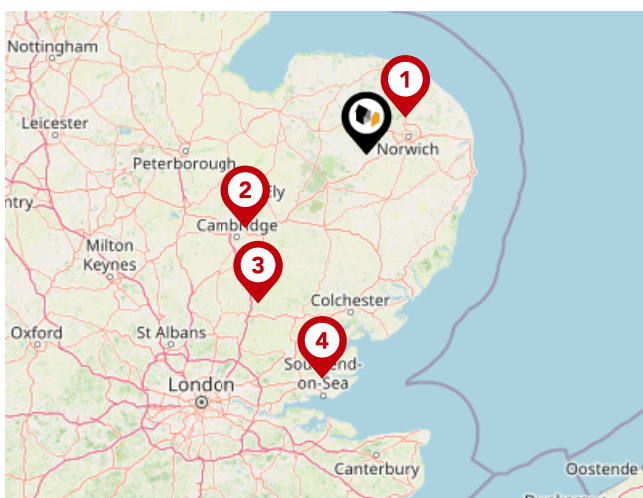 Nottingham
1
Leicester
Norwich
Peterborough
2
Ely
ntry
Cambridge
Milton
Keynes
3
Colchester
Oxford
St Albans
4
on-Sea
London
Canterbury
Oostende